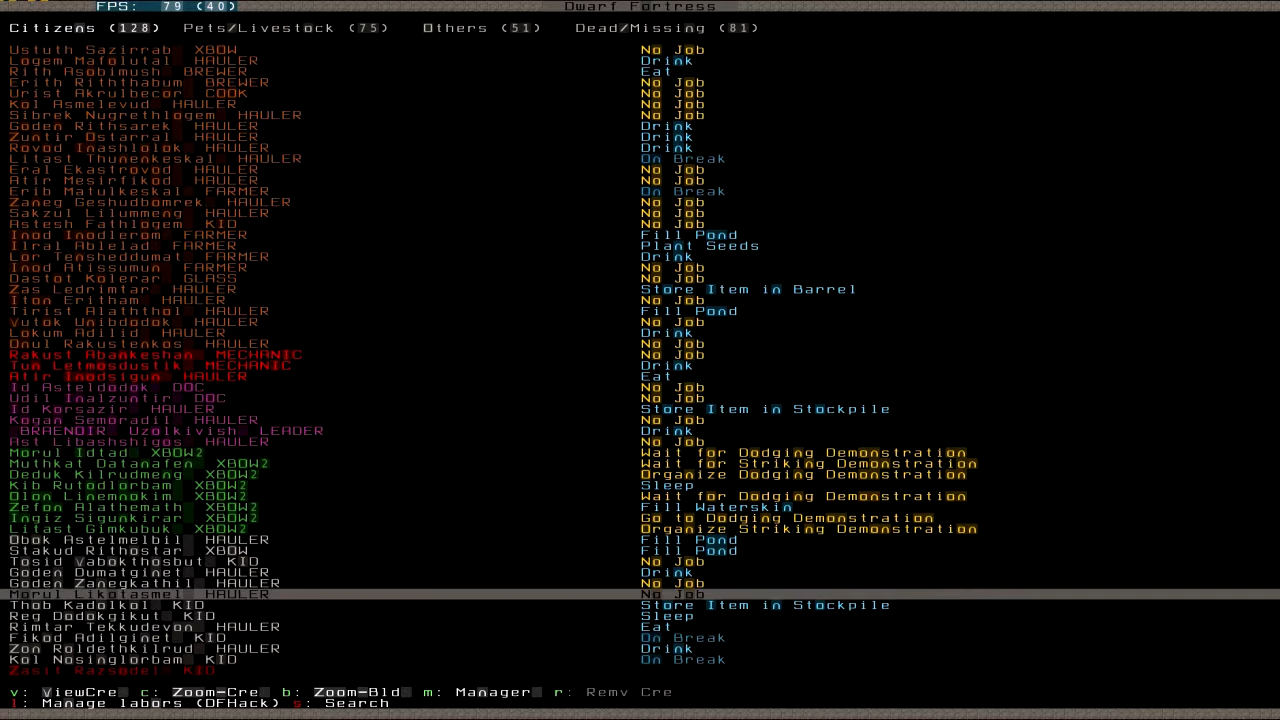 FPS: 79 (40) Dwarf Fortress
Citizens (128) Pets/Livestock (75) Others (51) Dead/Missing (81)
Ustuth Sazirrab XBOW No Job
Logem Mafolutal HAULER Drink
Rith Asobimush BREWER Eat
Erith Riththabum BREWER No Job
Urist Akrulbecor COOK No Job
Kol Asmelevud HAULER No Job
Sibrek Nugrethlogem HAULER No Job
Goden Rithsarek HAULER Drink
Zuntir Ostarral HAULER Drink
Rovod Inashlolok HAULER Drink
Litast Thunenkeskal HAULER On Break
Eral Ekastrovod HAULER No Job
Atir Mesirfikod HAULER No Job
Erib Matulkeskal FARMER On Break
Zaneg Geshudbomrek HAULER No Job
Sakzul Lilummeng HAULER No Job
Astesh Fathlogem KID No Job
Inod Inodlerom FARMER Fill Pond
Ilral Ablelad FARMER Plant Seeds
Lor Tensheddumat FARMER Drink
Inod Atissumun FARMER No Job
Dastot Kolerar GLASS No Job
Zas Ledrimtar HAULER Store Item in Barrel
Iton Eritham HAULER No Job
Tirist Alaththol HAULER Fill Pond
Vutok Unibdodok HAULER No Job
Lokum Adilid HAULER Drink
Onul Rakustenkos HAULER No Job
Rakust Abankeshan MECHANIC No Job
Tun Letmosdustik MECHANIC Drink
Atir Inodsigun HAULER Eat
Id Asteldodok DOC No Job
Udil Inalzuntir DOC No Job
Id Korsazir HAULER Store Item in Stockpile
Kogan Semoradil HAULER No Job
BRAENOIR Uzolkivish LEADER Drink
Ast Libashshigos HAULER No Job
Morul Idtad XBOW2 Wait for Dodging Demonstration
Muthkat Datanafen XBOW2 Wait for Striking Demonstration
Deduk Kilrudmeng XBOW2 Organize Dodging Demonstration
Kib Rutodlorbam XBOW2 Sleep
Olon Linemnokim XBOW2 Wait for Dodging Demonstration
Zefon Alathemath XBOW2 Fill Waterskin
Ingiz Sigunkirar XBOW2 Go to Dodging Demonstration
Litast Gimkubuk XBOW2 Organize Striking Demonstration
Obok Astelmelbil HAULER Fill Pond
Stakud Rithostar XBOW Fill Pond
Tosid Vabokthosbut KID No Job
Goden Dumatginet HAULER Drink
Goden Zanegkathil HAULER No Job
Morul Likotasmel HAULER No Job
Thob Kadolkol KID Store Item in Stockpile
Reg Dodokgikut KID Sleep
Rimtar Tekkudevon HAULER Eat
Fikod Adilginet KID On Break
Zon Roldethkilrud HAULER Drink
Kol Nosinglorbam KID On Break
KID
v: ViewCre c: Zoom-Cre b: Zoom-Bld m: Manager r: Remv Cre
l: Manage labors (DFHack) s: Search